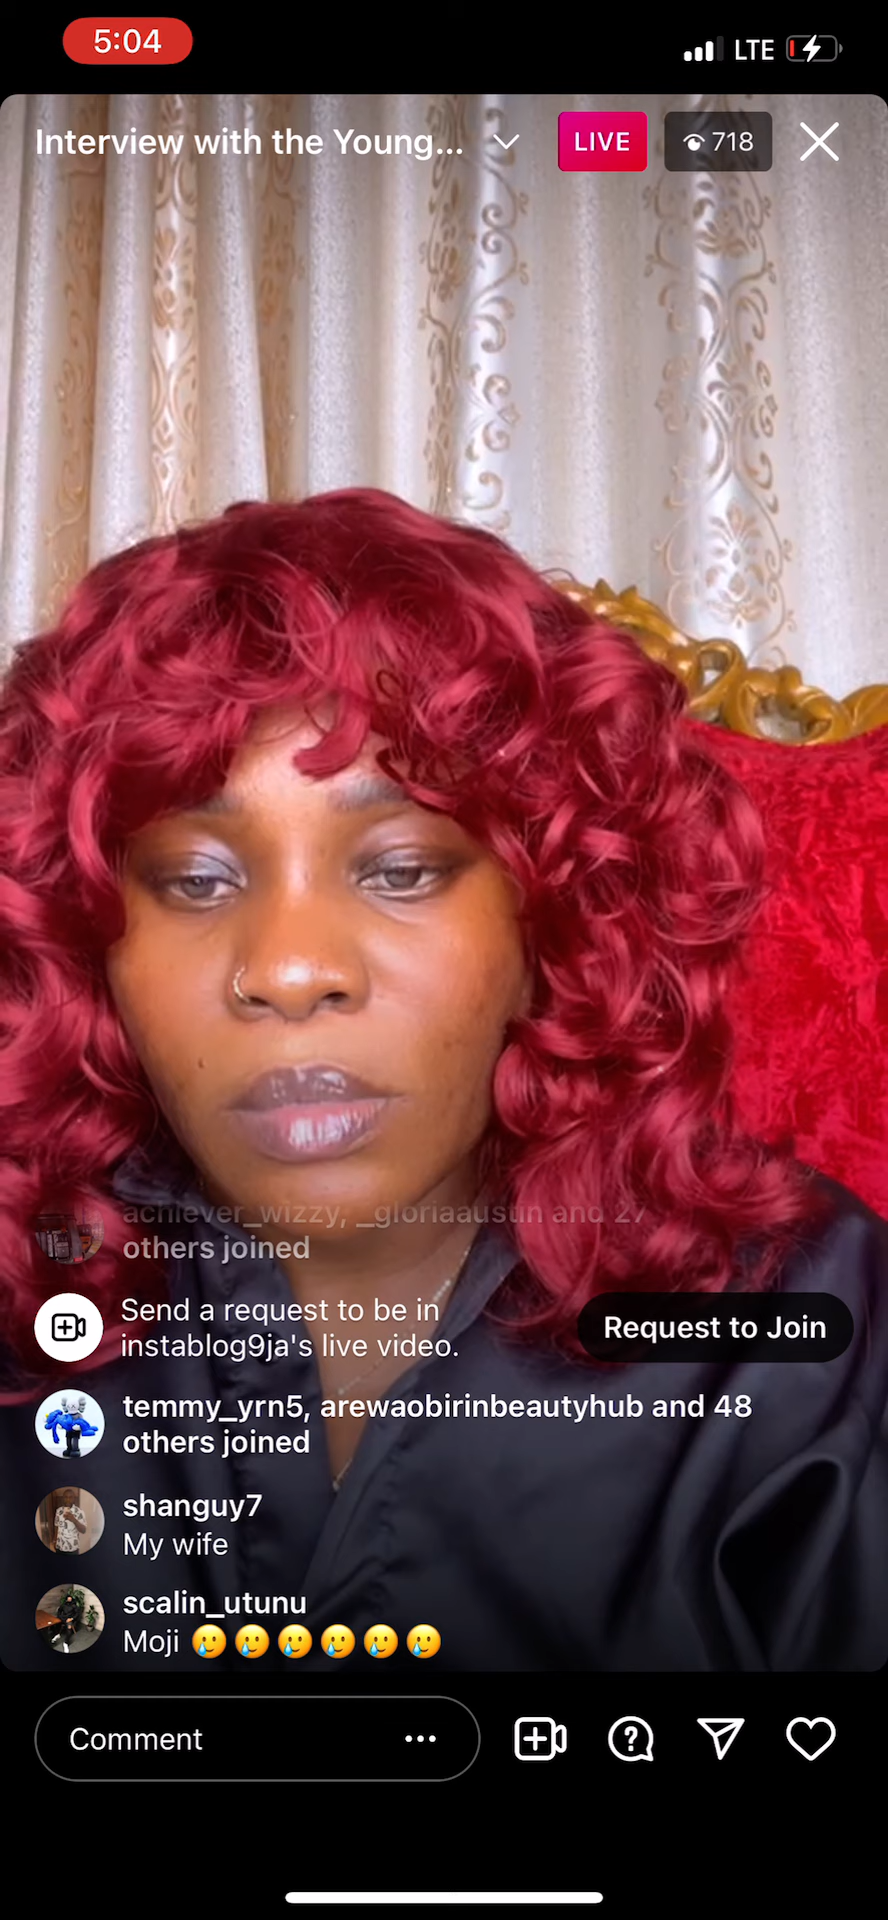 5:04
LTE
Interview with the Young...
LIVE
718
achiever_wizzy, _gloriaaustin and 27
others joined
Send a request to be in
instablog9ja's live video.
Request to Join
temmy_yrn5, arewaobirinbeautyhub and 48
others joined
shanguy7
My wife
scalin_utunu
Moji 🥲🥲🥲🥲🥲🥲
Comment